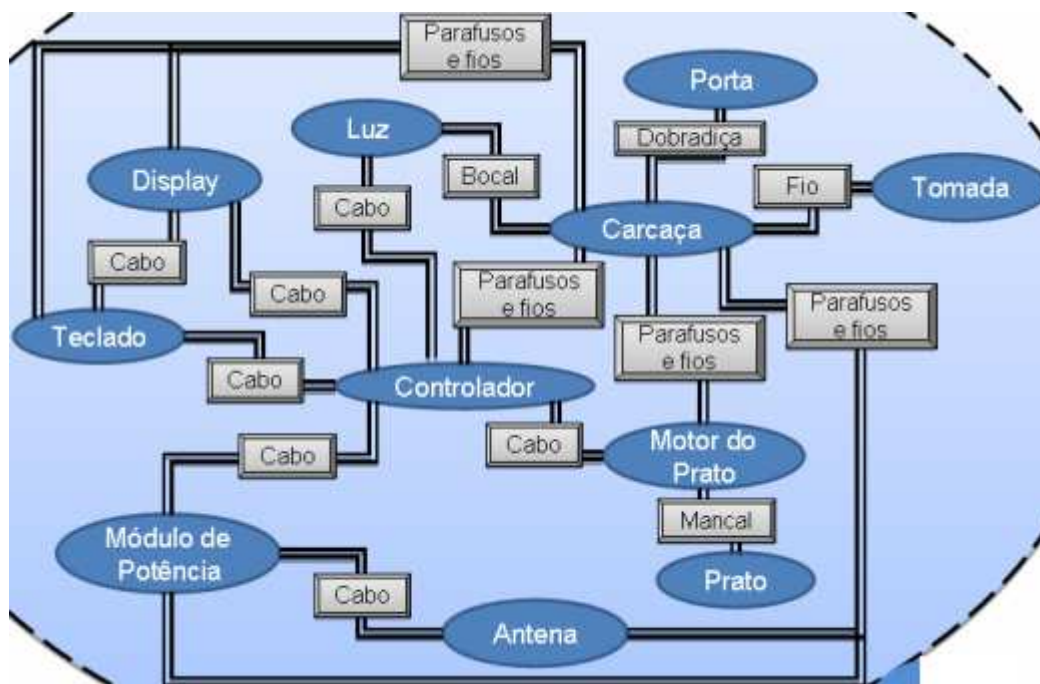 Parafusos
e fios
Porta
Luz
Dobradiça
Display
Bocal
Fio
Tomada
Cabo
Carcaça
Cabo
Cabo
Parafusos
e fios
Parafusos
e fios
Teclado
Parafusos
e fios
Cabo
Controlador
Cabo
Cabo
Motor do
Prato
Mancal
Módulo de
Potência
Cabo
Prato
Antena